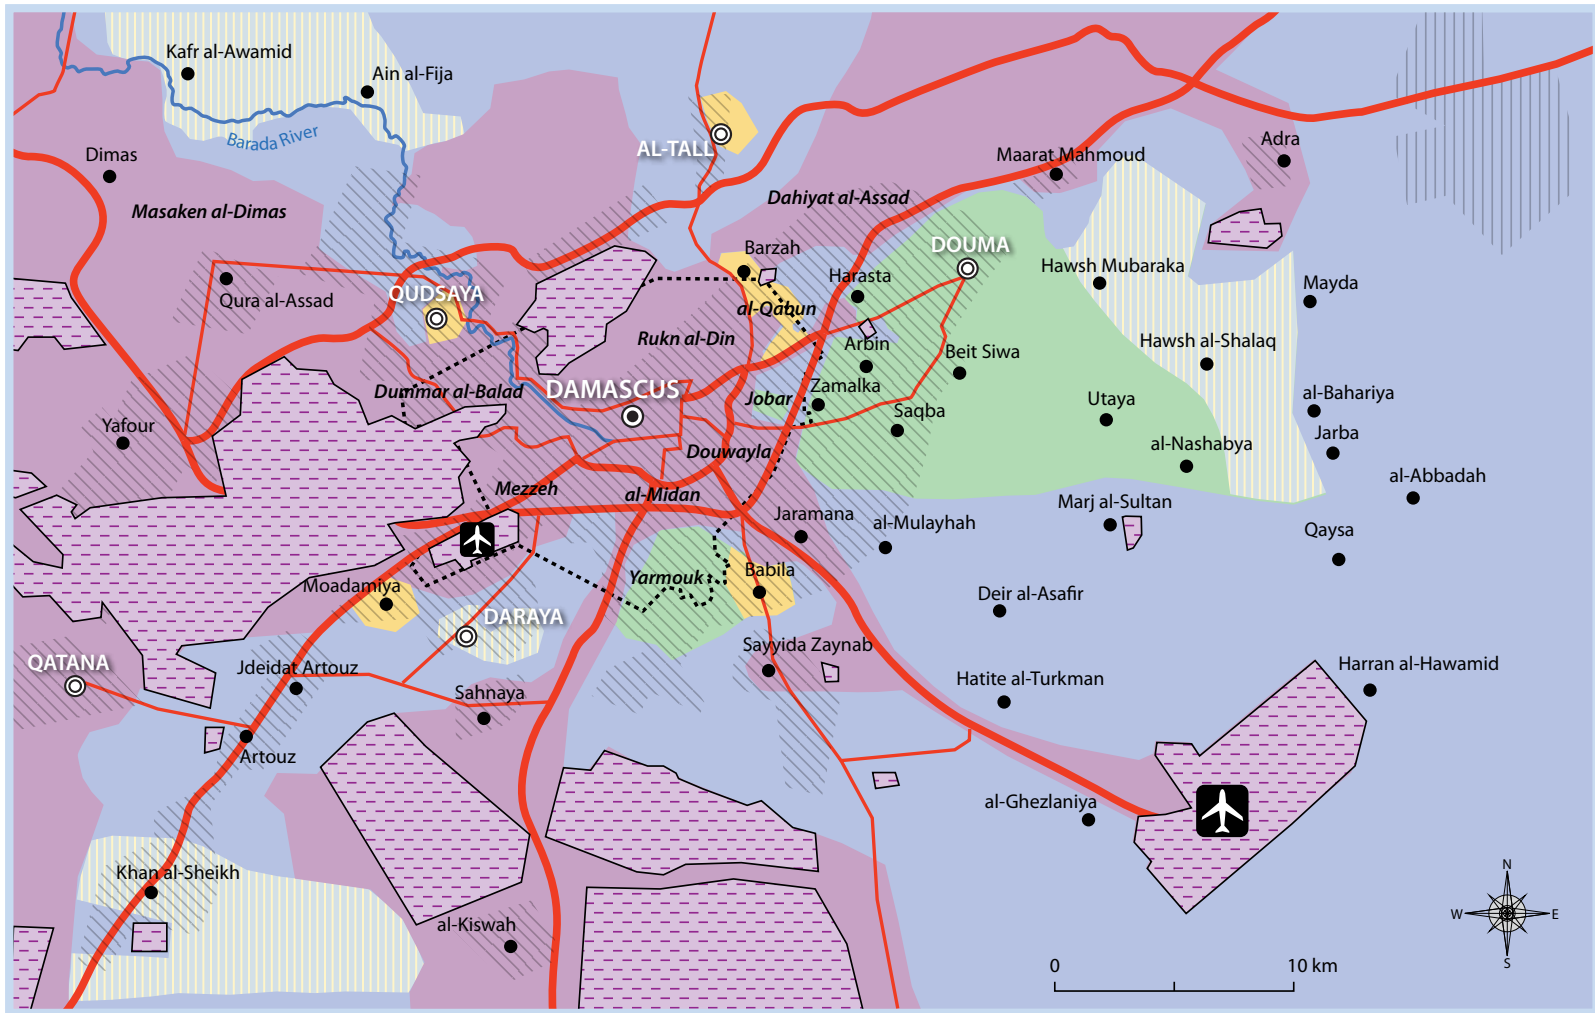 Kafr al-Awamid
Ain al-Fija
Barada River
AL-TALL
Adra
Dimas
Maarat Mahmoud
Masaken al-Dimas
Dahiyat al-Assad
DOUMA
Barzah
Hawsh Mubaraka
Harasta
Mayda
QUDSAYA
Qura al-Assad
al-Qabun
Rukn al-Din
Arbin
Hawsh al-Shalaq
Beit Siwa
Dummar al-Balad
DAMASCUS
Zamalka
al-Bahariya
Jobar
Utaya
Saqba
Yafour
Jarba
al-Nashabya
Douwayla
al-Abbadah
Mezzeh
al-Midan
Marj al-Sultan
Jaramana
al-Mulayhah
Qaysa
Babila
Yarmouk
Moadamiya
Deir al-Asafir
DARAYA
Sayyida Zaynab
QATANA
Harran al-Hawamid
Jdeidat Artouz
Hatite al-Turkman
Sahnaya
Artouz
al-Ghezlaniya
Khan al-Sheikh
N
W
E
S
al-Kiswah
0
10 km